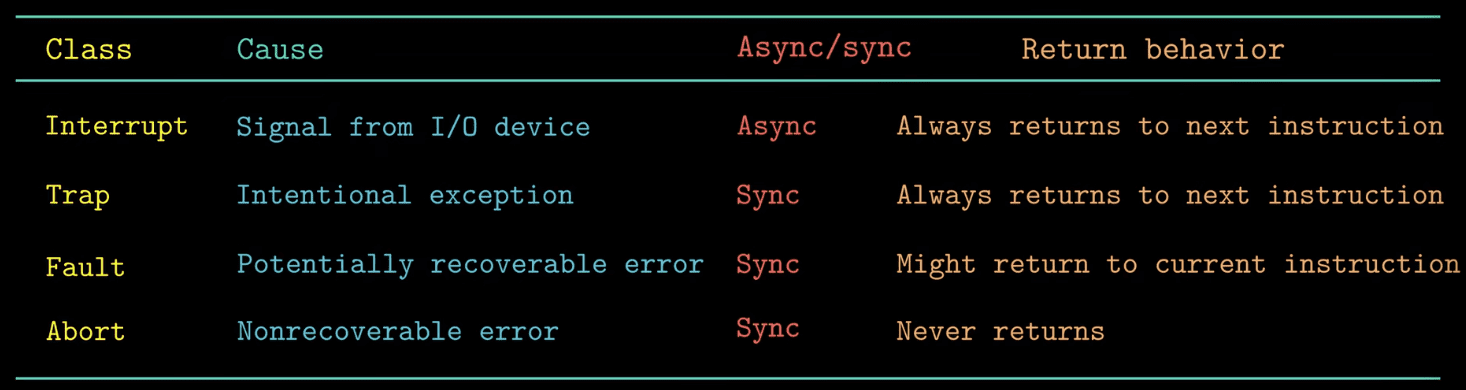 Class Cause Async/sync Return behavior
Interrupt Signal from I/O device Async Always returns to next instruction
Trap Intentional exception Sync Always returns to next instruction
Fault Potentially recoverable error Sync Might return to current instruction
Abort Nonrecoverable error Sync Never returns